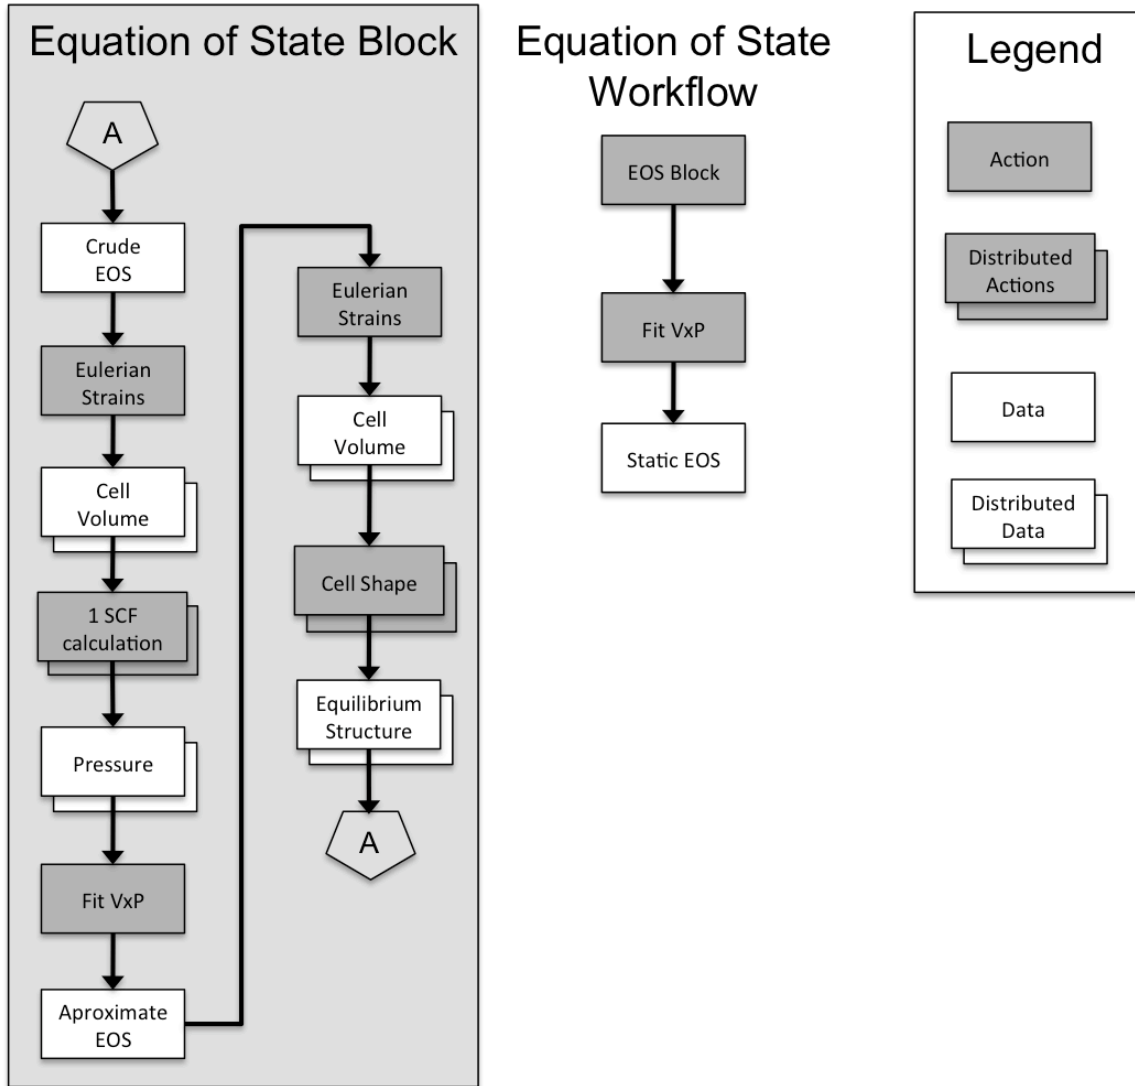 Equation of State Block
A
Crude
EOS
Eulerian
Strains
Cell
Volume
1 SCF
calculation
Pressure
Fit VxP
Aproximate
EOS
Eulerian
Strains
Cell
Volume
Cell Shape
Equilibrium
Structure
A
Equation of State
Workflow
EOS Block
Fit VxP
Static EOS
Legend
Action
Distributed
Actions
Data
Distributed
Data